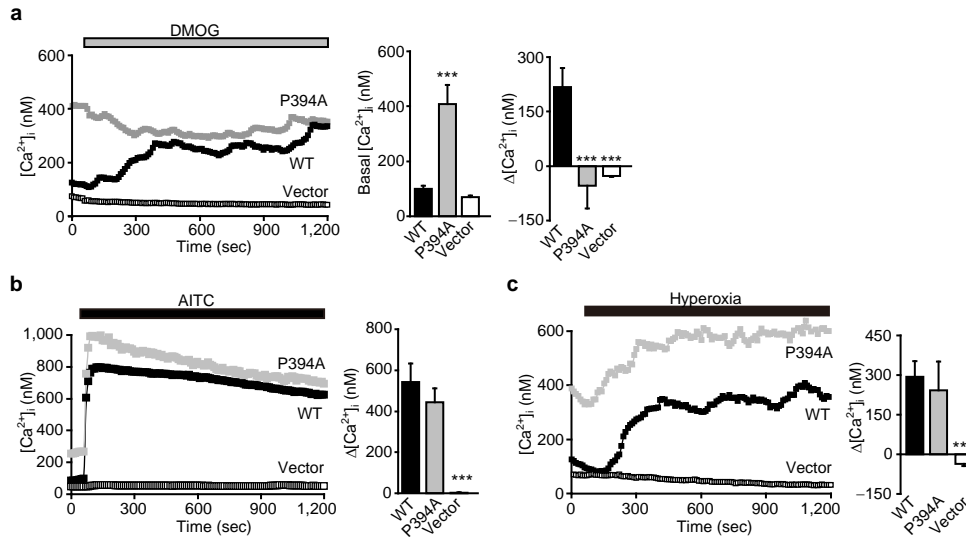 a
DMOG
600
400
200
0
[Ca²⁺]ᵢ (nM)
P394A
WT
Vector
0 300 600 900 1,200
Time (sec)
600
400
200
0
Basal [Ca²⁺]ᵢ (nM)
***
WT
P394A
Vector
300
150
0
−150
Δ[Ca²⁺]ᵢ (nM)
*** ***
WT
P394A
Vector
b
AITC
1,000
800
600
400
200
0
[Ca²⁺]ᵢ (nM)
P394A
WT
Vector
0 300 600 900 1,200
Time (sec)
800
600
400
200
0
Δ[Ca²⁺]ᵢ (nM)
***
WT
P394A
Vector
c
Hyperoxia
600
400
200
0
[Ca²⁺]ᵢ (nM)
P394A
WT
Vector
0 300 600 900 1,200
Time (sec)
450
300
150
0
−150
Δ[Ca²⁺]ᵢ (nM)
**
WT
P394A
Vector